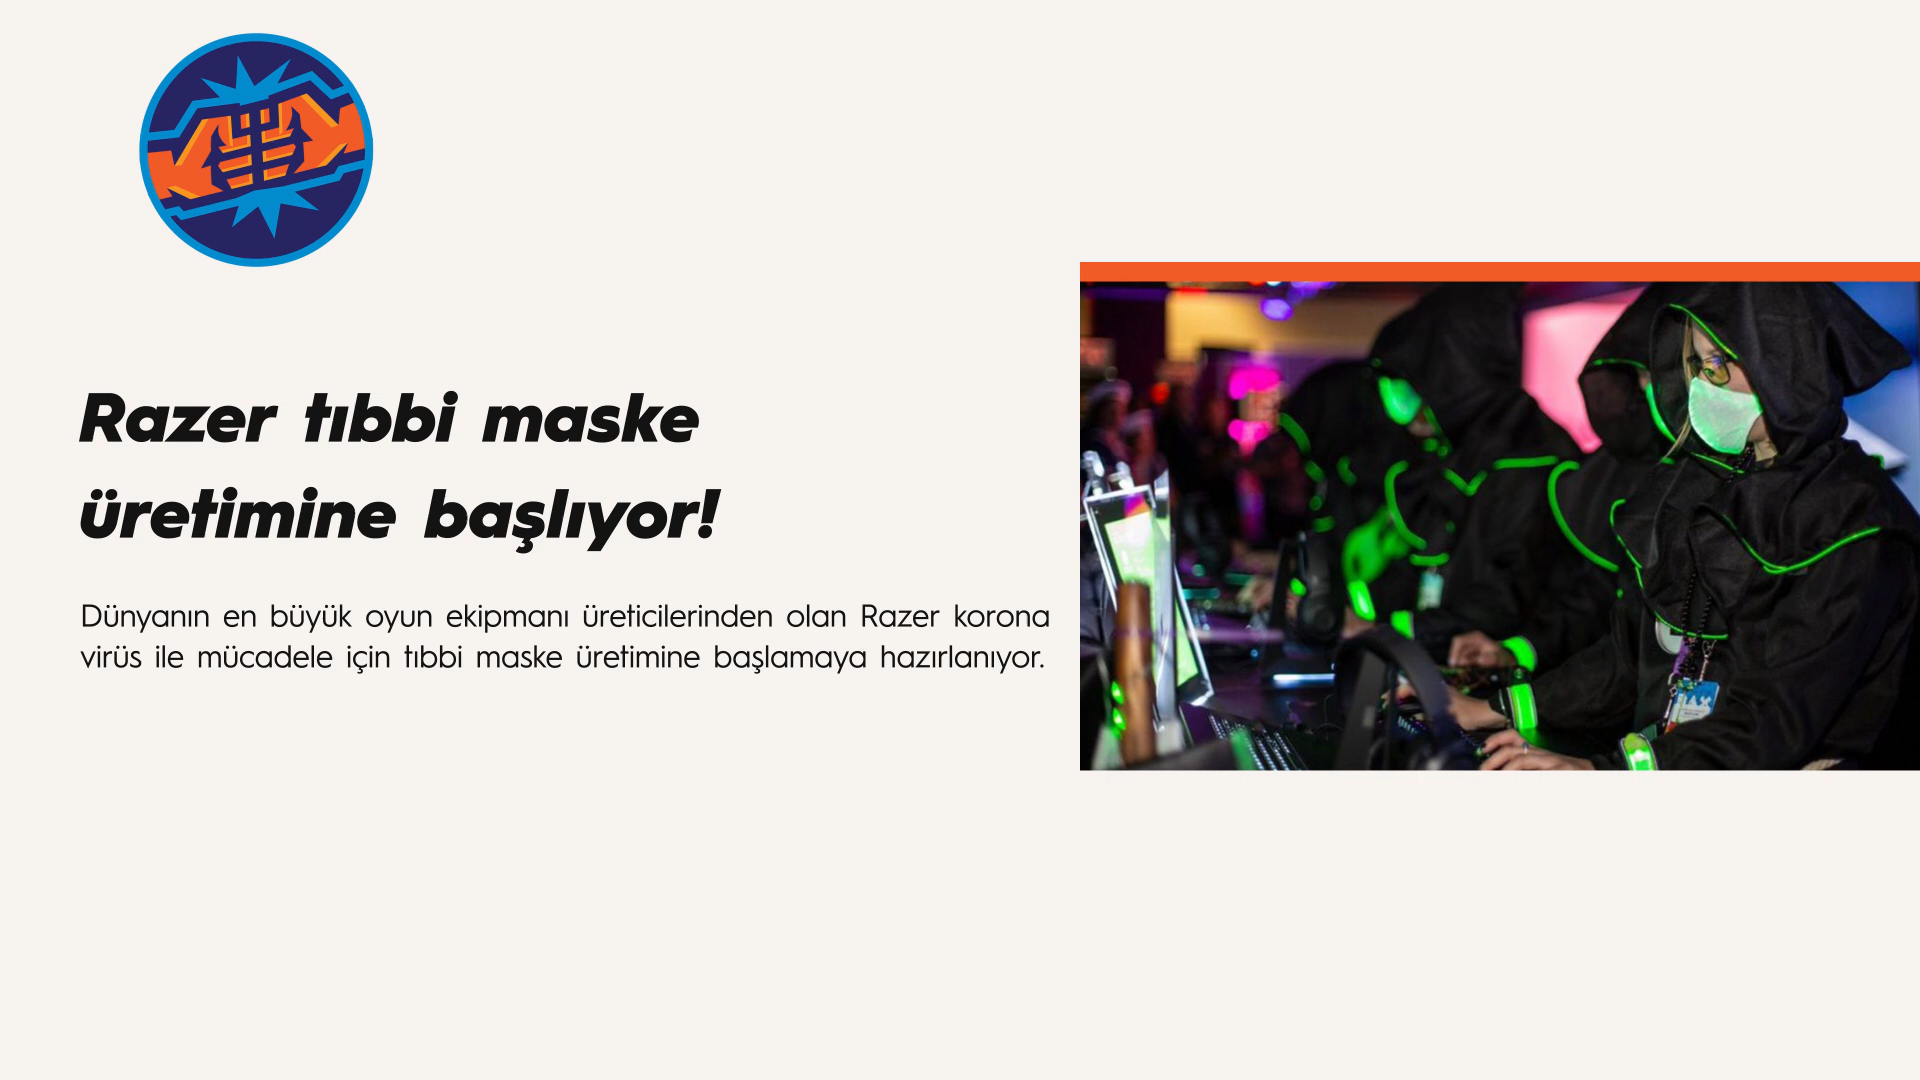 Razer tıbbi maske
üretimine başlıyor!
Dünyanın en büyük oyun ekipmanı üreticilerinden olan Razer korona
virüs ile mücadele için tıbbi maske üretimine başlamaya hazırlanıyor.